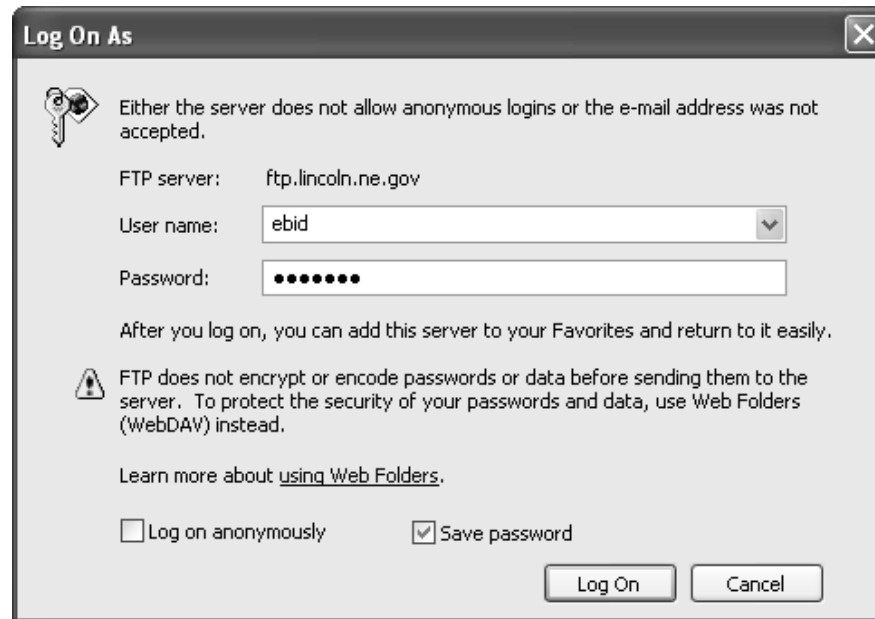 Log On As
Either the server does not allow anonymous logins or the e-mail address was not
accepted.
FTP server: ftp.lincoln.ne.gov
User name: ebid
Password: ●●●●●●●
After you log on, you can add this server to your Favorites and return to it easily.
FTP does not encrypt or encode passwords or data before sending them to the
server. To protect the security of your passwords and data, use Web Folders
(WebDAV) instead.
Learn more about using Web Folders.
Log on anonymously Save password
Log On Cancel